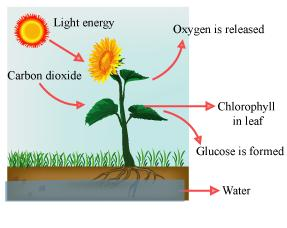 Light energy
Oxygen is released
Carbon dioxide
Chlorophyll
in leaf
Glucose is formed
Water